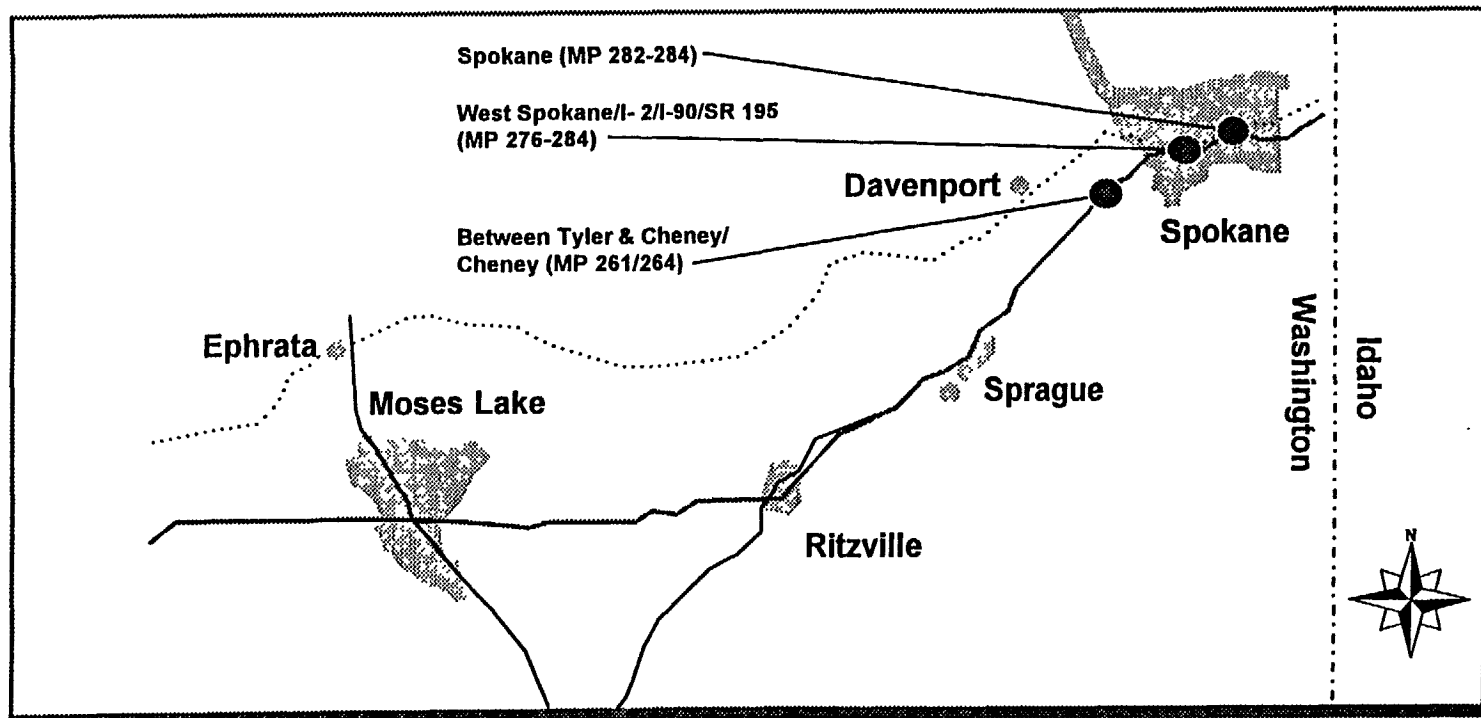 Spokane (MP 282-284)
West Spokane/I- 2/I-90/SR 195
(MP 276-284)
Davenport
Between Tyler & Cheney/
Cheney (MP 261/264)
Spokane
Ephrata
Moses Lake
Sprague
Ritzville
Washington
Idaho
N